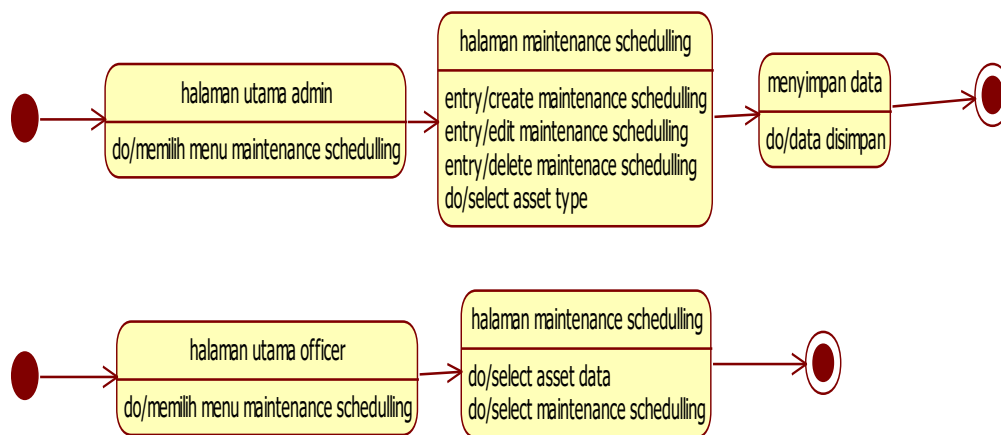 halaman utama admin
do/memilih menu maintenance schedulling
halaman maintenance schedulling
entry/create maintenance schedulling
entry/edit maintenance schedulling
entry/delete maintenace schedulling
do/select asset type
menyimpan data
do/data disimpan
halaman utama officer
do/memilih menu maintenance schedulling
halaman maintenance schedulling
do/select asset data
do/select maintenance schedulling